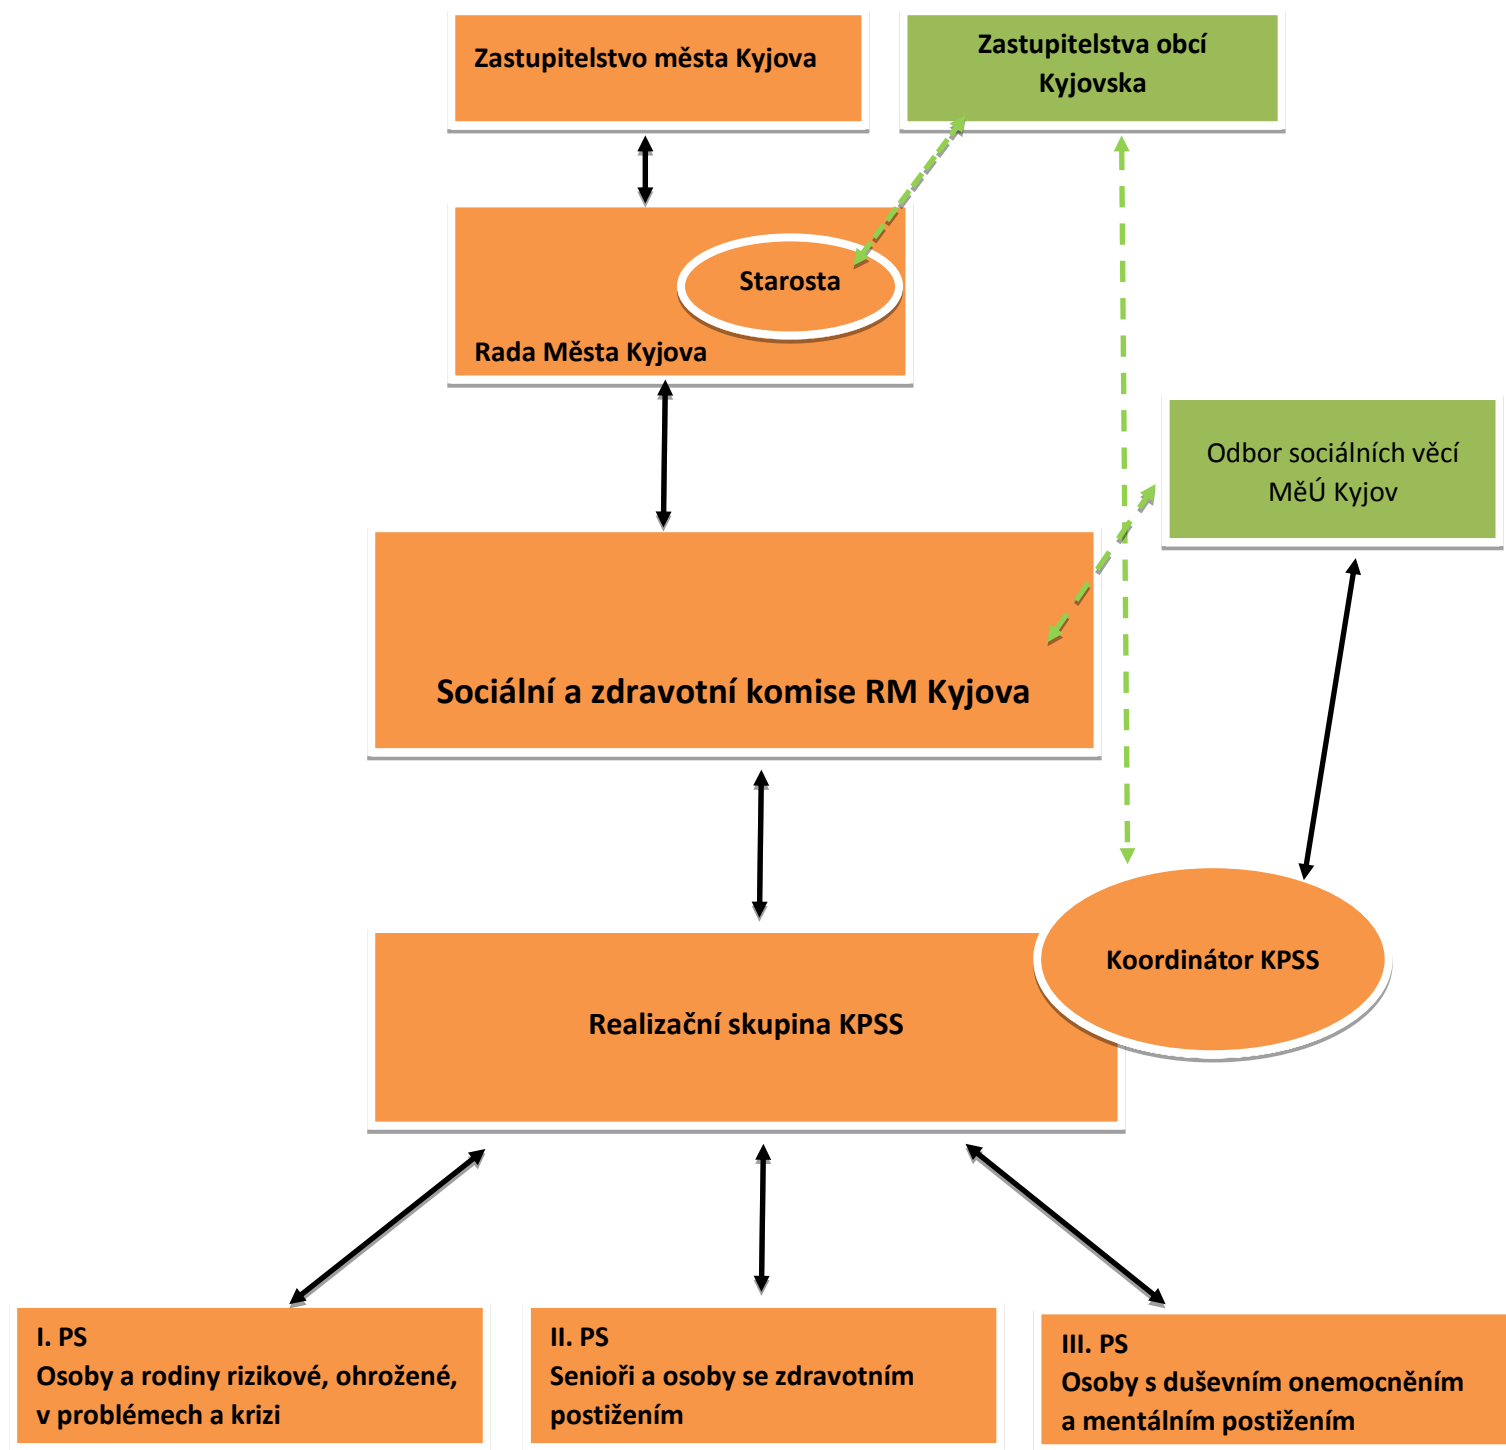 Zastupitelstvo města Kyjova
Zastupitelstva obcí
Kyjovska
Starosta
Rada Města Kyjova
Odbor sociálních věcí
MěÚ Kyjov
Sociální a zdravotní komise RM Kyjova
Koordinátor KPSS
Realizační skupina KPSS
I. PS
Osoby a rodiny rizikové, ohrožené,
v problémech a krizi
II. PS
Senioři a osoby se zdravotním
postižením
III. PS
Osoby s duševním onemocněním
a mentálním postižením